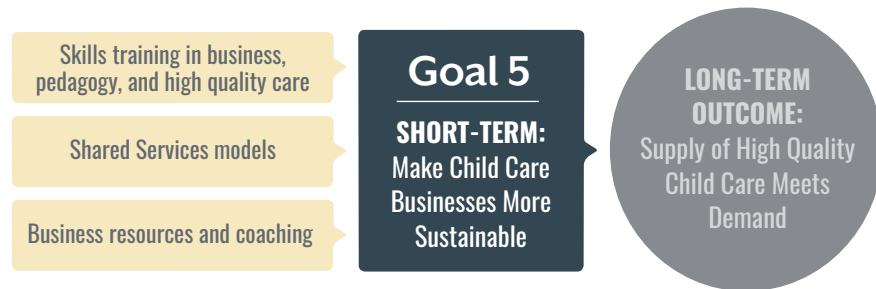 Skills training in business,
pedagogy, and high quality care
Shared Services models
Business resources and coaching
Goal 5
SHORT-TERM:
Make Child Care
Businesses More
Sustainable
LONG-TERM
OUTCOME:
Supply of High Quality
Child Care Meets
Demand